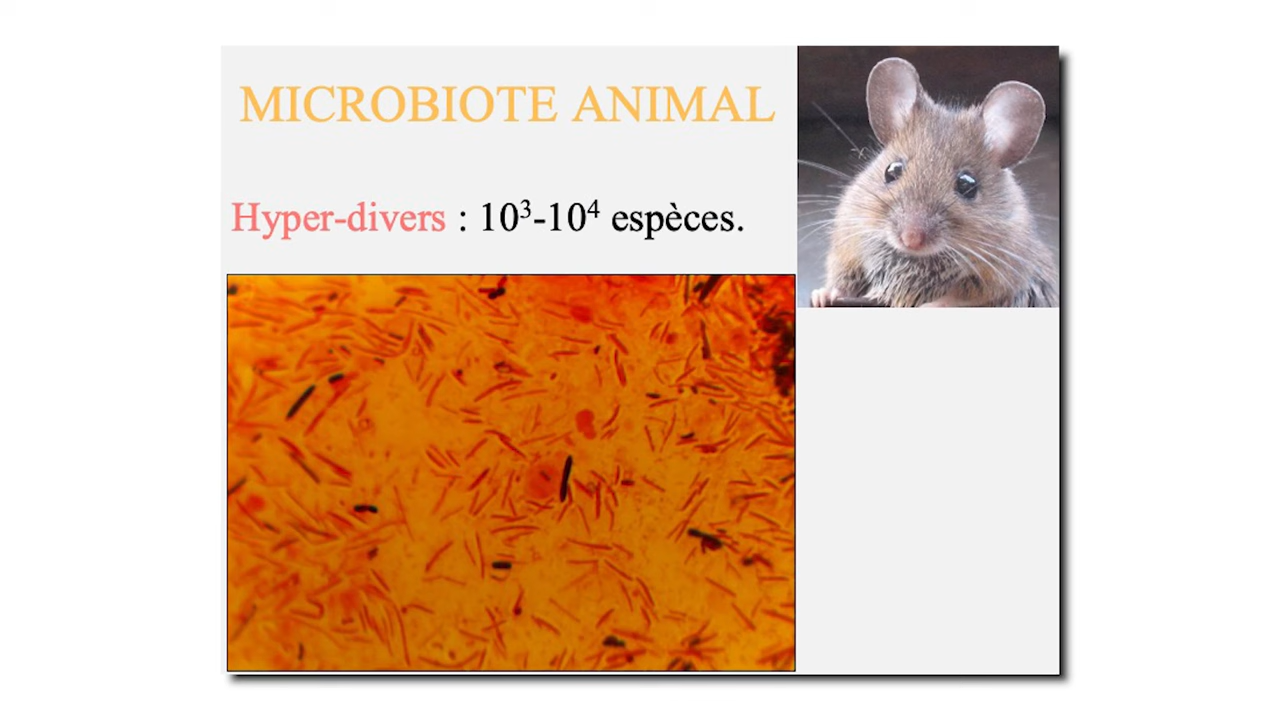 MICROBIOTE ANIMAL
Hyper-divers : 10³-10⁴ espèces.